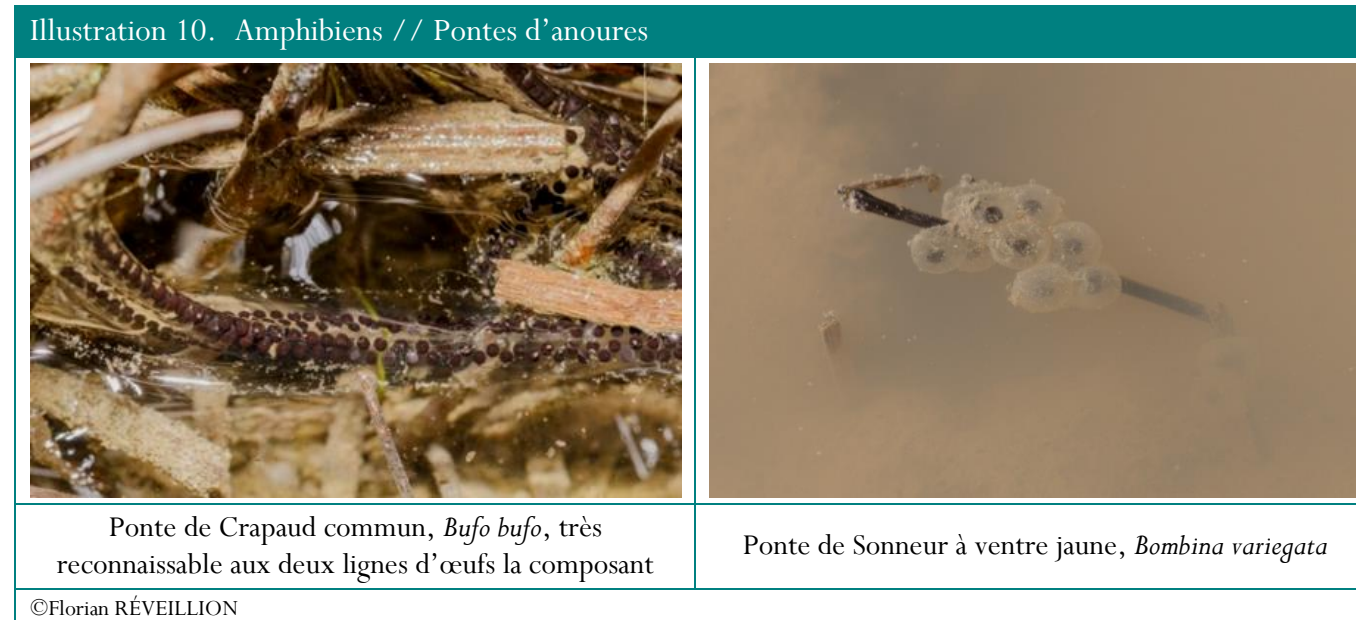 Illustration 10. Amphibiens // Pontes d’anoures
Ponte de Crapaud commun, Bufo bufo, très
reconnaissable aux deux lignes d’œufs la composant
Ponte de Sonneur à ventre jaune, Bombina variegata
©Florian RÉVEILLION